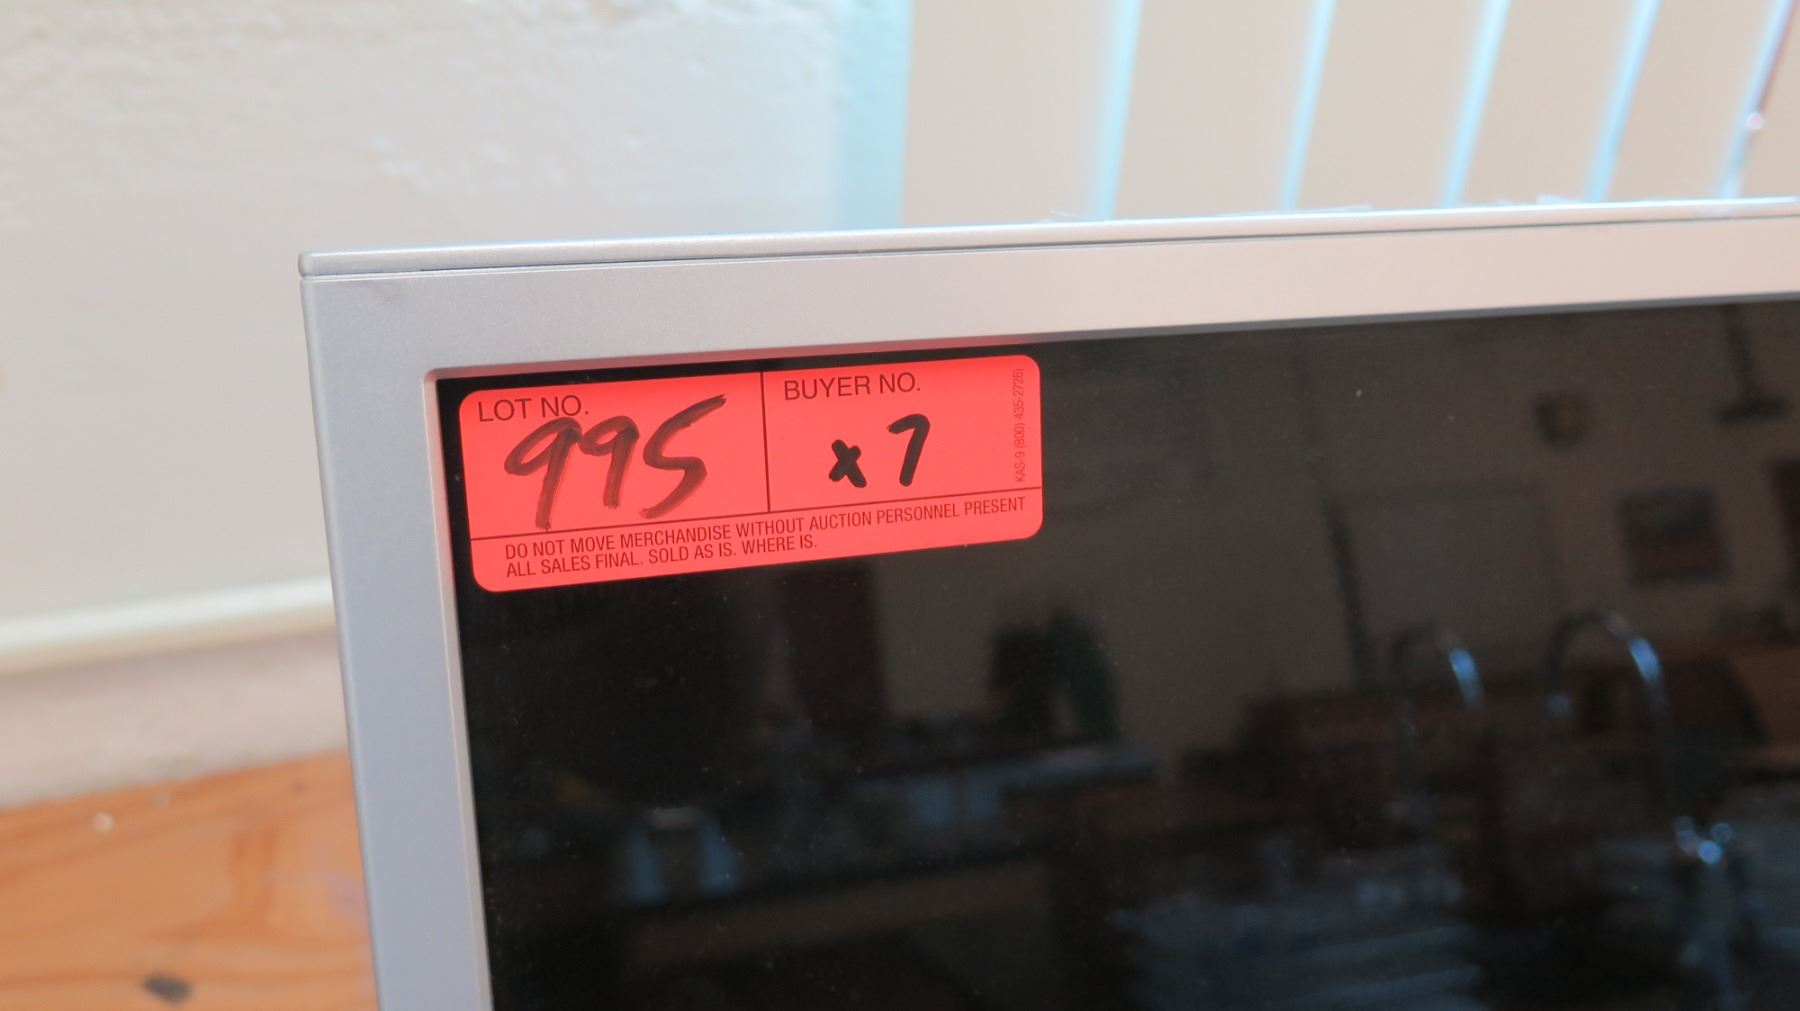 LOT NO.
995
BUYER NO.
x7
KAS-9 (800) 435-2726)
DO NOT MOVE MERCHANDISE WITHOUT AUCTION PERSONNEL PRESENT
ALL SALES FINAL. SOLD AS IS. WHERE IS.